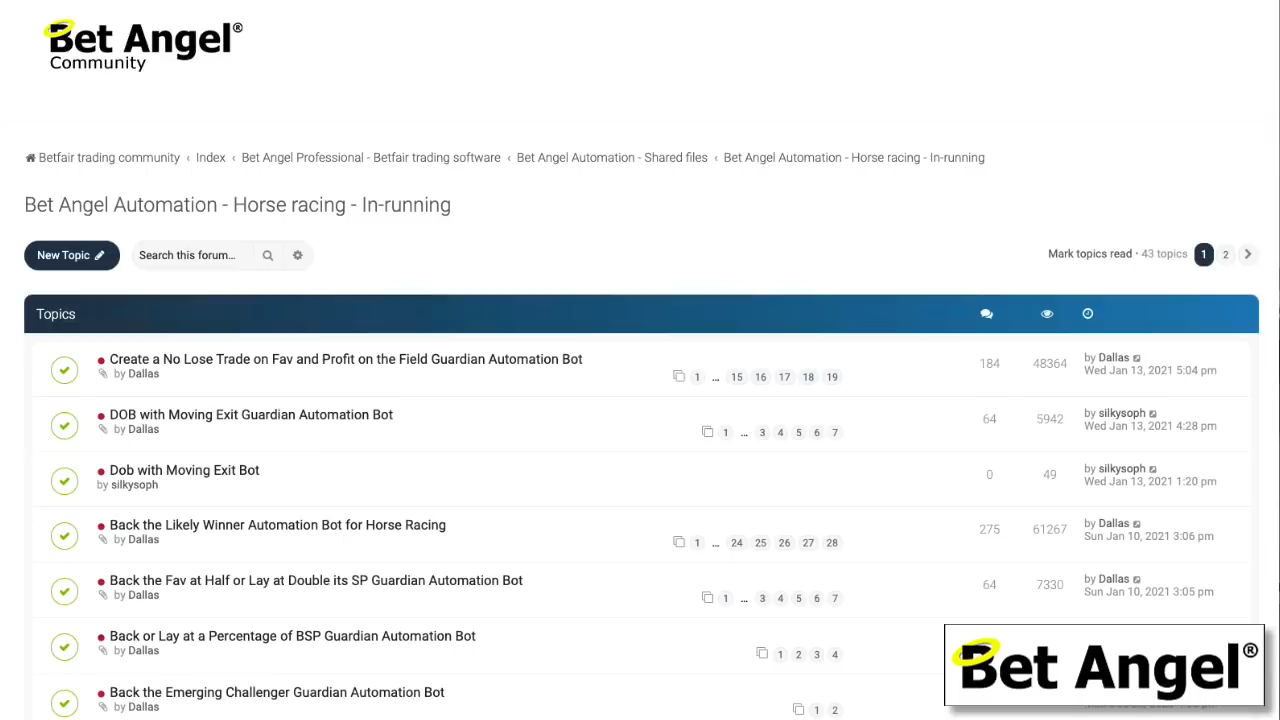 Bet Angel®
Community
Betfair trading community ‹ Index ‹ Bet Angel Professional - Betfair trading software ‹ Bet Angel Automation - Shared files ‹ Bet Angel Automation - Horse racing - In-running
Bet Angel Automation - Horse racing - In-running
New Topic Search this forum... Mark topics read • 43 topics 1 2
Topics
Create a No Lose Trade on Fav and Profit on the Field Guardian Automation Bot
by Dallas
1 ... 15 16 17 18 19
184 48364
by Dallas
Wed Jan 13, 2021 5:04 pm
DOB with Moving Exit Guardian Automation Bot
by Dallas
1 ... 3 4 5 6 7
64 5942
by silkysoph
Wed Jan 13, 2021 4:28 pm
Dob with Moving Exit Bot
by silkysoph
0 49
by silkysoph
Wed Jan 13, 2021 1:20 pm
Back the Likely Winner Automation Bot for Horse Racing
by Dallas
1 ... 24 25 26 27 28
275 61267
by Dallas
Sun Jan 10, 2021 3:06 pm
Back the Fav at Half or Lay at Double its SP Guardian Automation Bot
by Dallas
1 ... 3 4 5 6 7
64 7330
by Dallas
Sun Jan 10, 2021 3:05 pm
Back or Lay at a Percentage of BSP Guardian Automation Bot
by Dallas
1 2 3 4
Back the Emerging Challenger Guardian Automation Bot
by Dallas
1 2
Bet Angel®